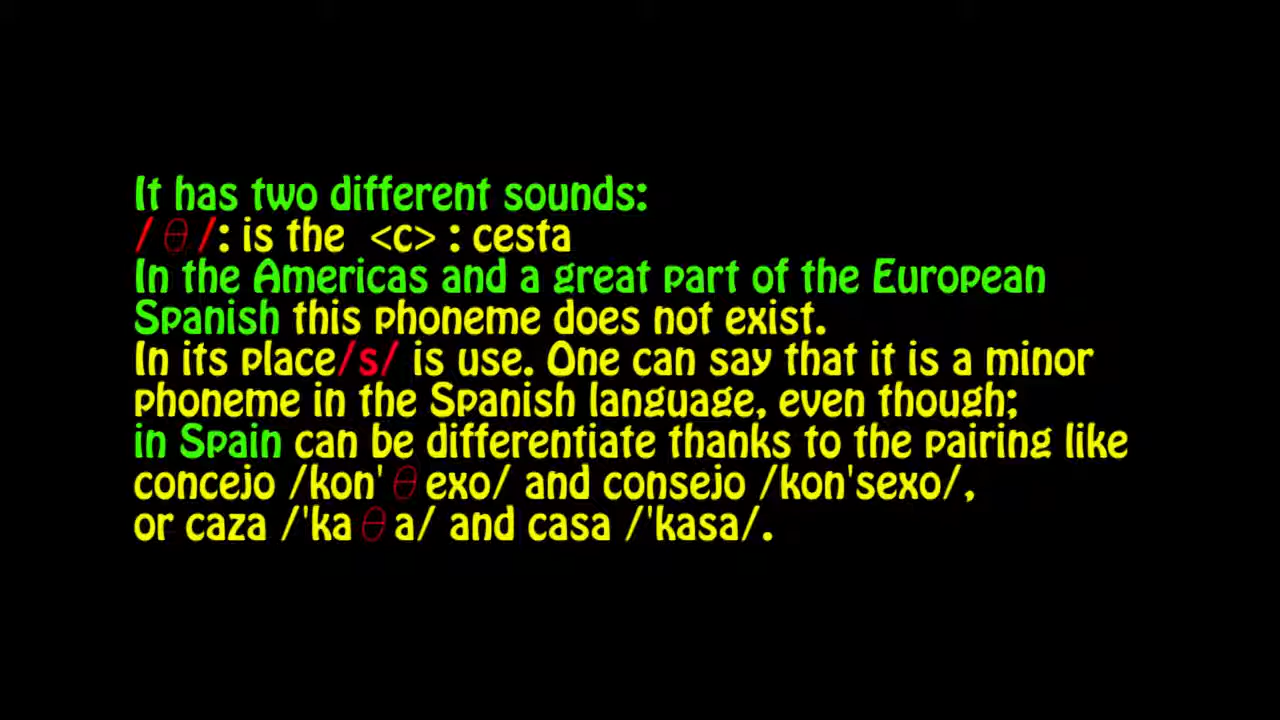 It has two different sounds:
/θ/: is the <c> : cesta
In the Americas and a great part of the European
Spanish this phoneme does not exist.
In its place/s/ is use. One can say that it is a minor
phoneme in the Spanish language, even though;
in Spain can be differentiate thanks to the pairing like
concejo /kon'θexo/ and consejo /kon'sexo/,
or caza /'kaθa/ and casa /'kasa/.